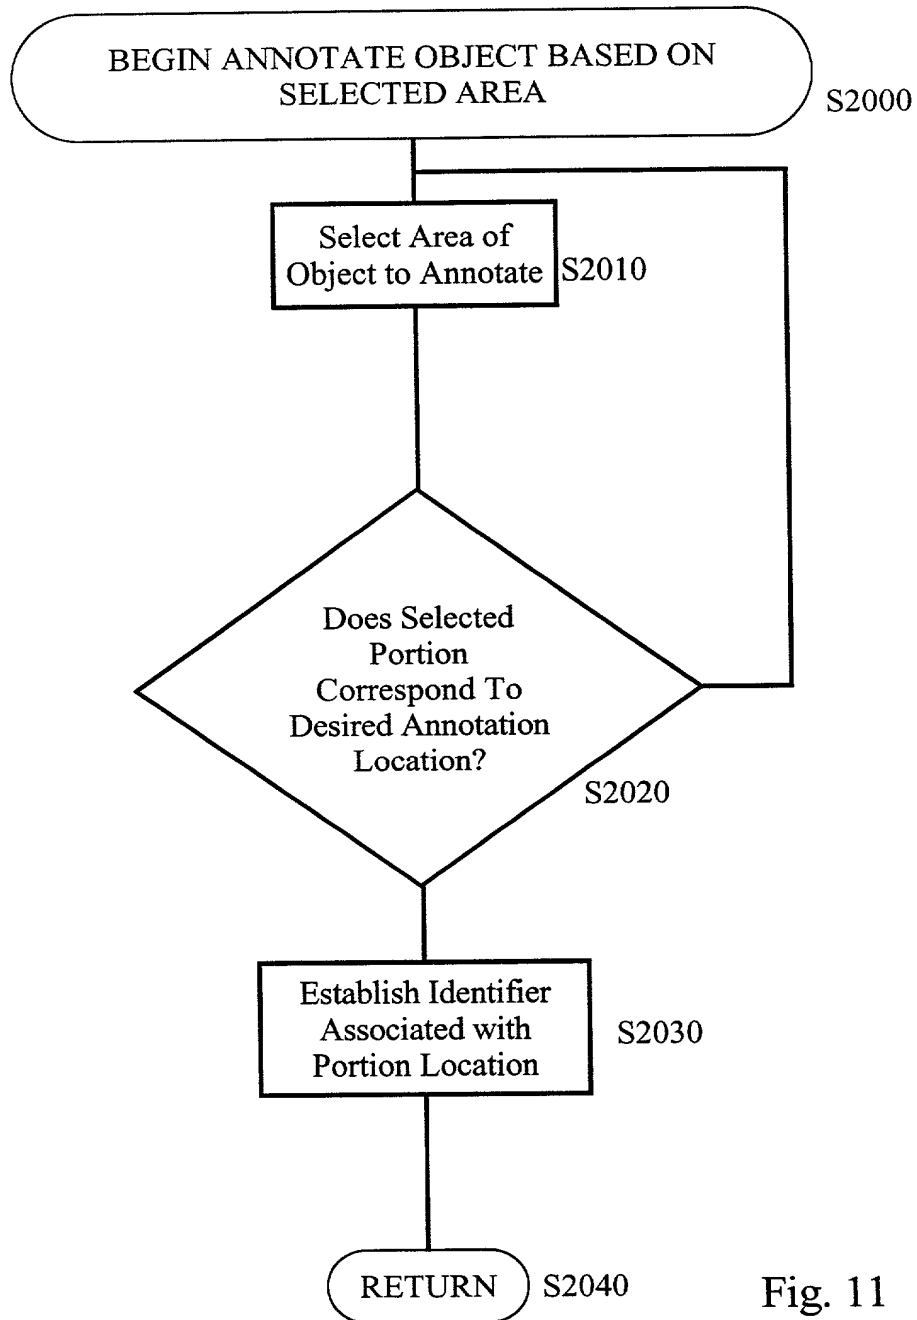 BEGIN ANNOTATE OBJECT BASED ON
SELECTED AREA
S2000
Select Area of
Object to Annotate
S2010
Does Selected
Portion
Correspond To
Desired Annotation
Location?
S2020
Establish Identifier
Associated with
Portion Location
S2030
RETURN
S2040
Fig. 11